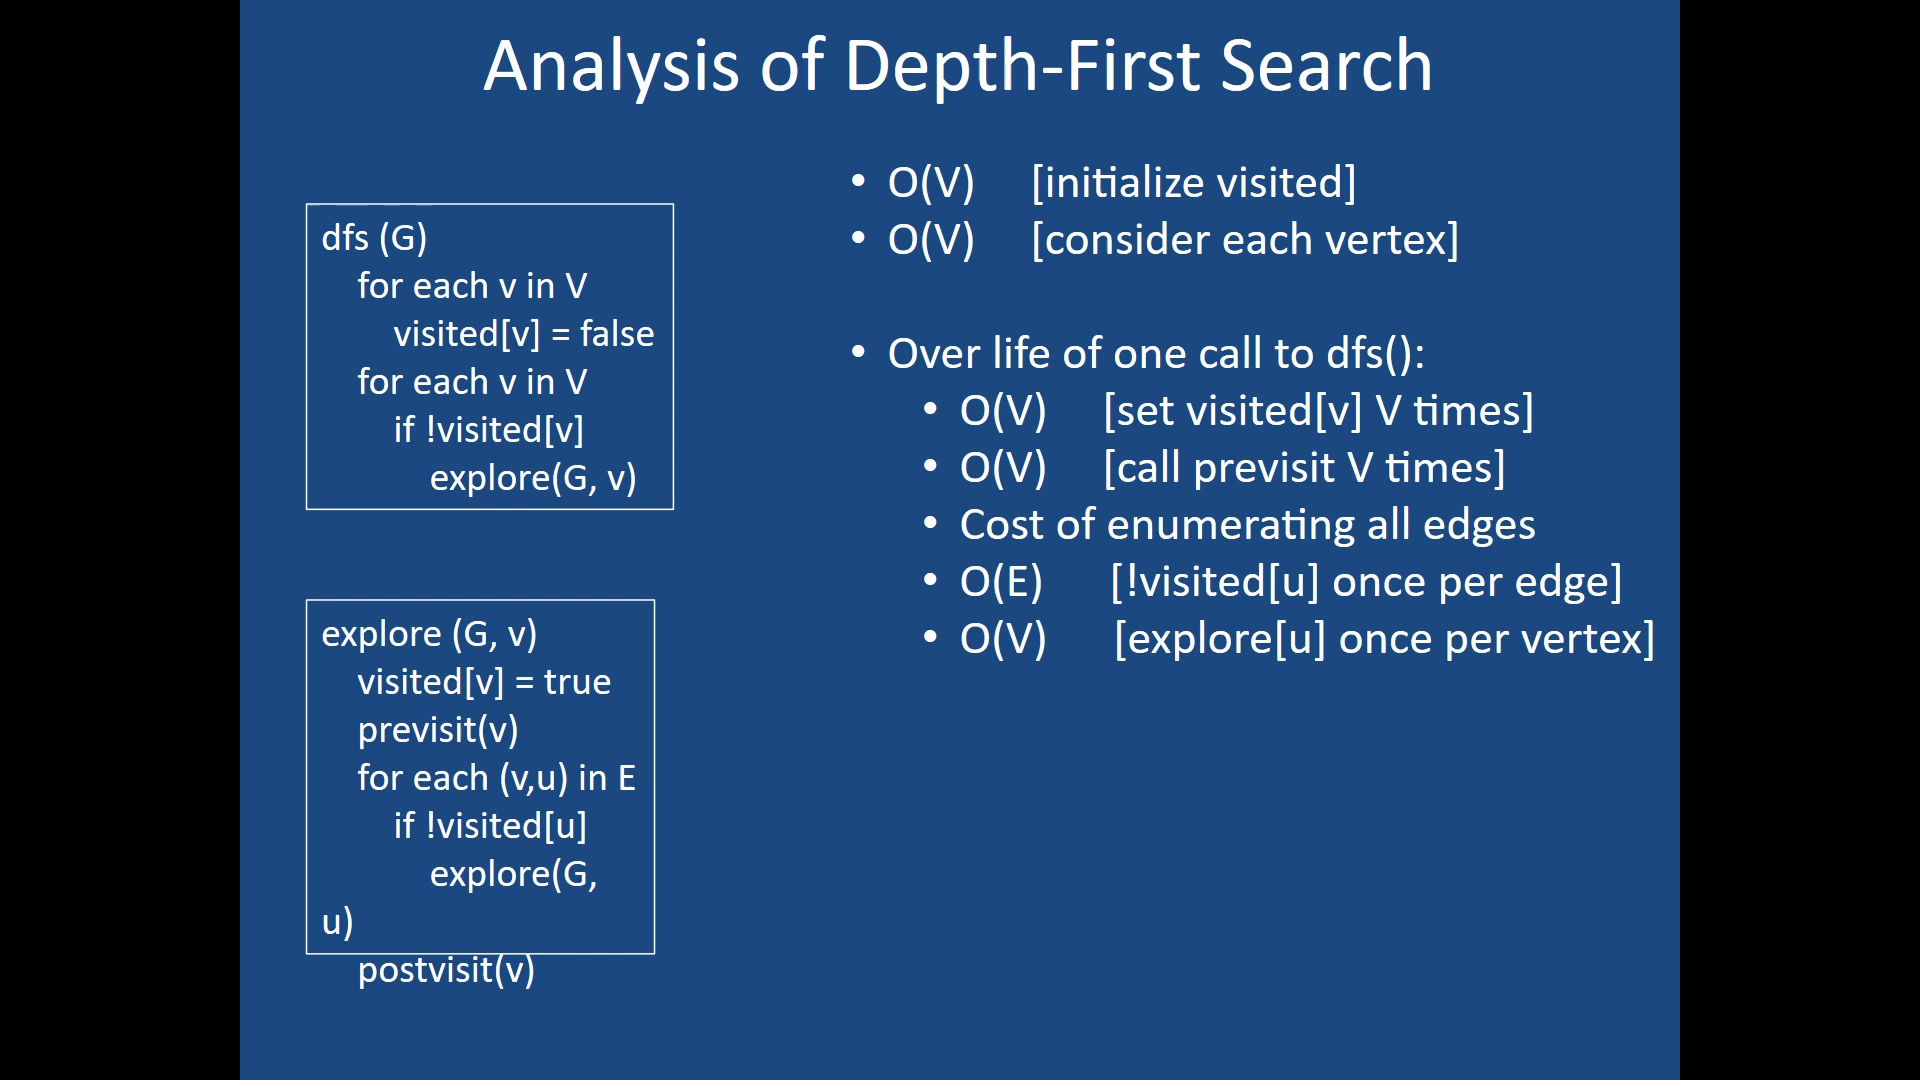 Analysis of Depth-First Search
dfs (G)
for each v in V
visited[v] = false
for each v in V
if !visited[v]
explore(G, v)
explore (G, v)
visited[v] = true
previsit(v)
for each (v,u) in E
if !visited[u]
explore(G,
u)
postvisit(v)
• O(V) [initialize visited]
• O(V) [consider each vertex]
• Over life of one call to dfs():
• O(V) [set visited[v] V times]
• O(V) [call previsit V times]
• Cost of enumerating all edges
• O(E) [!visited[u] once per edge]
• O(V) [explore[u] once per vertex]